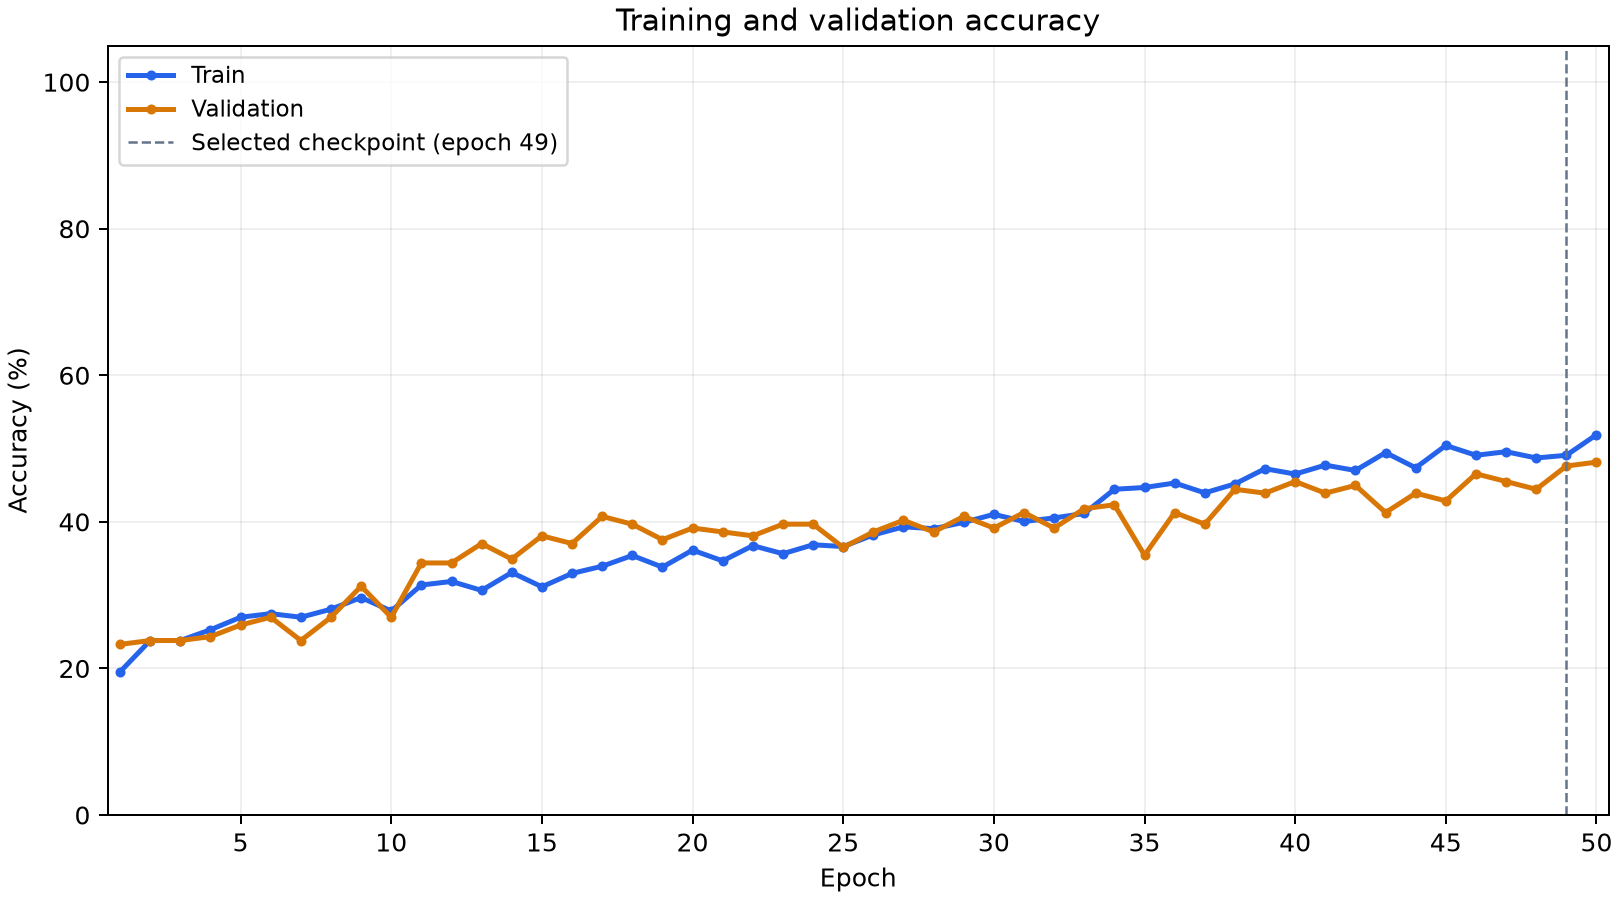 Training and validation accuracy
Train
Validation
Selected checkpoint (epoch 49)
100
80
60
40
20
0
Accuracy (%)
5 10 15 20 25 30 35 40 45 50
Epoch